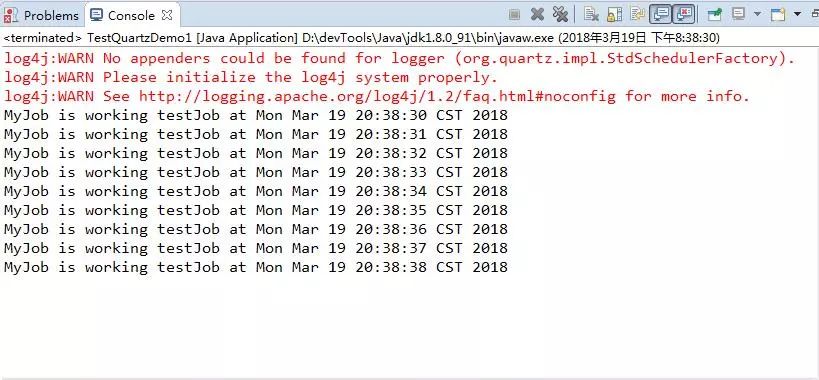 Problems Console
<terminated> TestQuartzDemo1 [Java Application] D:\devTools\Java\jdk1.8.0_91\bin\javaw.exe (2018年3月19日 下午8:38:30)
log4j:WARN No appenders could be found for logger (org.quartz.impl.StdSchedulerFactory).
log4j:WARN Please initialize the log4j system properly.
log4j:WARN See http://logging.apache.org/log4j/1.2/faq.html#noconfig for more info.
MyJob is working testJob at Mon Mar 19 20:38:30 CST 2018
MyJob is working testJob at Mon Mar 19 20:38:31 CST 2018
MyJob is working testJob at Mon Mar 19 20:38:32 CST 2018
MyJob is working testJob at Mon Mar 19 20:38:33 CST 2018
MyJob is working testJob at Mon Mar 19 20:38:34 CST 2018
MyJob is working testJob at Mon Mar 19 20:38:35 CST 2018
MyJob is working testJob at Mon Mar 19 20:38:36 CST 2018
MyJob is working testJob at Mon Mar 19 20:38:37 CST 2018
MyJob is working testJob at Mon Mar 19 20:38:38 CST 2018